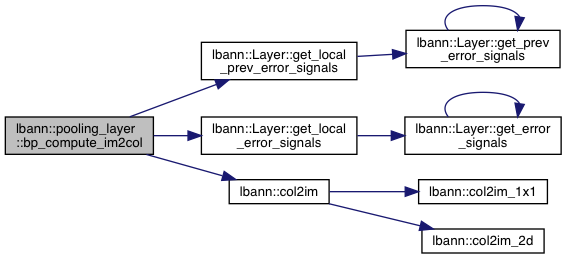 lbann::Layer::get_prev
_error_signals
lbann::Layer::get_local
_prev_error_signals
lbann::pooling_layer
::bp_compute_im2col
lbann::Layer::get_local
_error_signals
lbann::Layer::get_error
_signals
lbann::col2im
lbann::col2im_1x1
lbann::col2im_2d